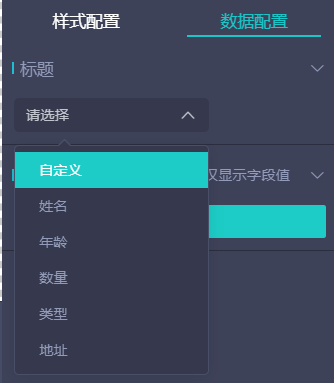 样式配置 数据配置
标题
请选择
自定义
仅显示字段值
姓名
年龄
数量
类型
地址